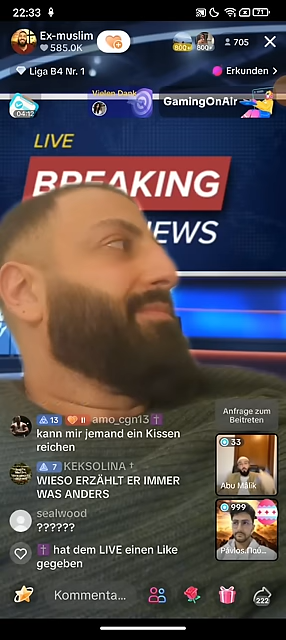 22:33
71
Ex-muslim
585.0K
800+
800+
705
Liga B4 Nr. 1
Erkunden >
04:12
Vielen Dank
GamingOnAir
LIVE
BREAKING
NEWS
Anfrage zum
Beitreten
13 amo_cgn13
kann mir jemand ein Kissen
reichen
33
Abu Malik
7 KEKSOLINA †
WIESO ERZÄHLT ER IMMER
WAS ANDERS
sealwood
??????
999
Pavlos.
hat dem LIVE einen Like
gegeben
Kommenta...
222